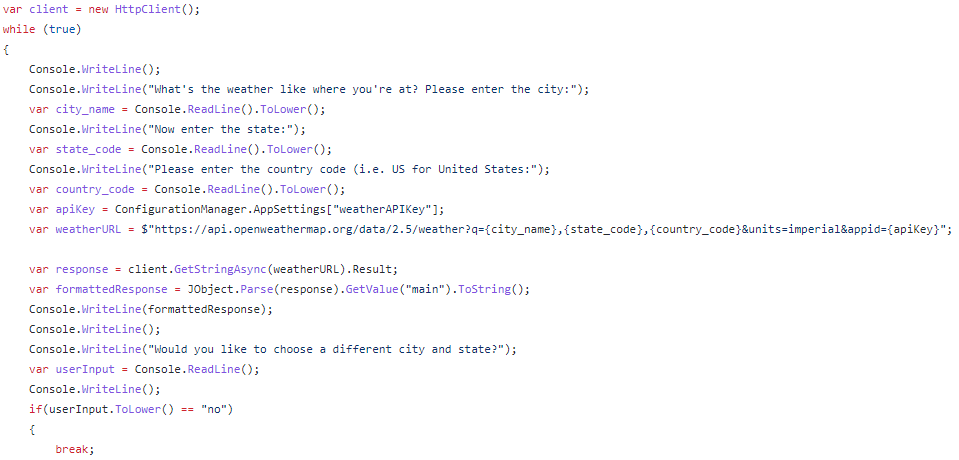 var client = new HttpClient();
while (true)
{
    Console.WriteLine();
    Console.WriteLine("What's the weather like where you're at? Please enter the city:");
    var city_name = Console.ReadLine().ToLower();
    Console.WriteLine("Now enter the state:");
    var state_code = Console.ReadLine().ToLower();
    Console.WriteLine("Please enter the country code (i.e. US for United States:");
    var country_code = Console.ReadLine().ToLower();
    var apiKey = ConfigurationManager.AppSettings["weatherAPIKey"];
    var weatherURL = $"https://api.openweathermap.org/data/2.5/weather?q={city_name},{state_code},{country_code}&units=imperial&appid={apiKey}";

    var response = client.GetStringAsync(weatherURL).Result;
    var formattedResponse = JObject.Parse(response).GetValue("main").ToString();
    Console.WriteLine(formattedResponse);
    Console.WriteLine();
    Console.WriteLine("Would you like to choose a different city and state?");
    var userInput = Console.ReadLine();
    Console.WriteLine();
    if(userInput.ToLower() == "no")
    {
        break;